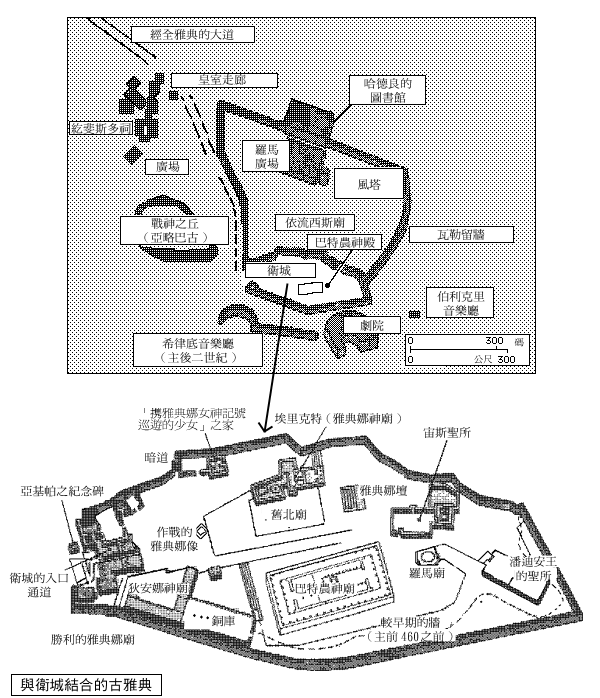 經全雅典的大道
皇室走廊
哈德良的
圖書館
紇斐斯多祠
羅馬
廣場
廣場
風塔
戰神之丘
（亞略巴古）
依流西斯廟
巴特農神殿
瓦勒留牆
衛城
伯利克里
音樂廳
劇院
希律底音樂廳
（主後二世紀）
0 300 碼
0 公尺 300
「携雅典娜女神記號
巡遊的少女」之家
埃里克特（雅典娜神廟）
宙斯聖所
暗道
亞基帕之紀念碑
雅典娜壇
舊北廟
作戰的
雅典娜像
衛城的入口
通道
狄安娜神廟
巴特農神廟
羅馬廟
潘迪安王
的聖所
銅庫
較早期的牆
（主前460之前）
勝利的雅典娜廟
與衛城結合的古雅典